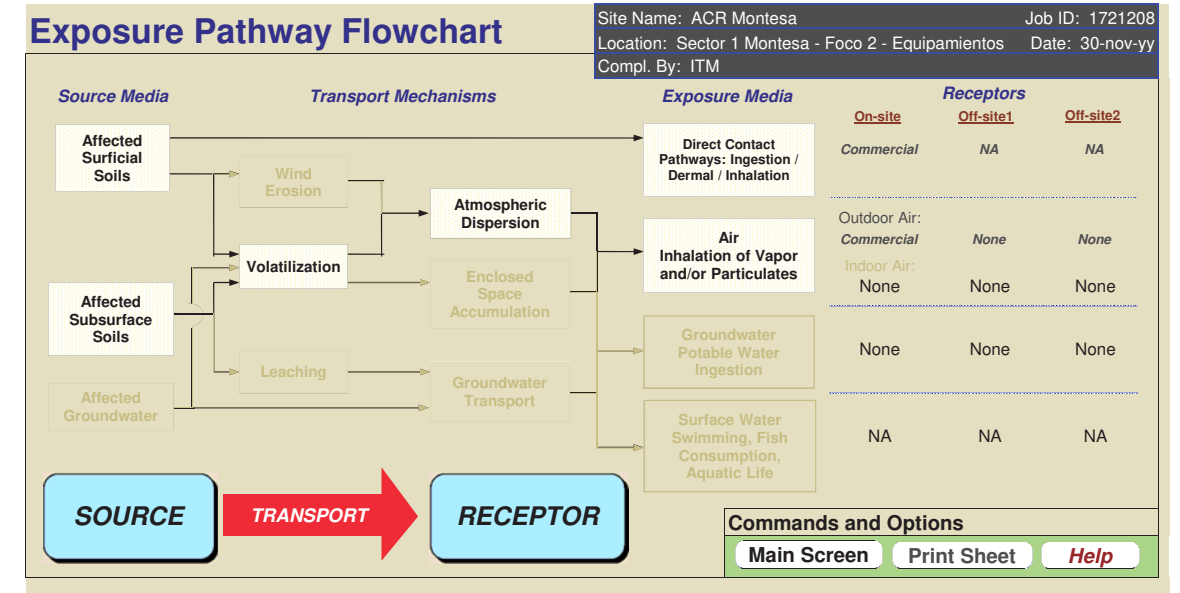 Exposure Pathway Flowchart
Site Name: ACR Montesa Job ID: 1721208
Location: Sector 1 Montesa - Foco 2 - Equipamientos Date: 30-nov-yy
Compl. By: ITM
Source Media
Transport Mechanisms
Exposure Media
Receptors
On-site Off-site1 Off-site2
Affected
Surficial
Soils
Wind
Erosion
Direct Contact
Pathways: Ingestion /
Dermal / Inhalation
Commercial NA NA
Atmospheric
Dispersion
Volatilization
Air
Inhalation of Vapor
and/or Particulates
Outdoor Air:
Commercial None None
Indoor Air:
None None None
Affected
Subsurface
Soils
Enclosed
Space
Accumulation
Groundwater
Potable Water
Ingestion
None None None
Leaching
Groundwater
Transport
Affected
Groundwater
Surface Water
Swimming, Fish
Consumption,
Aquatic Life
NA NA NA
SOURCE
TRANSPORT
RECEPTOR
Commands and Options
Main Screen Print Sheet Help